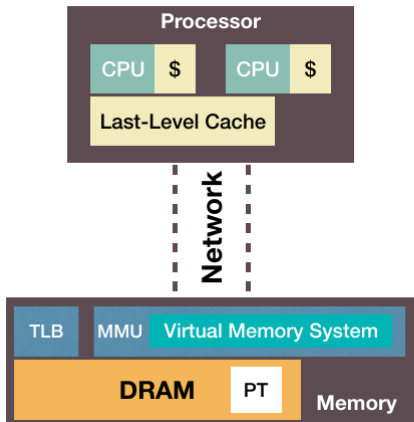 Processor
CPU $ CPU $
Last-Level Cache
Network
TLB MMU Virtual Memory System
DRAM PT
Memory